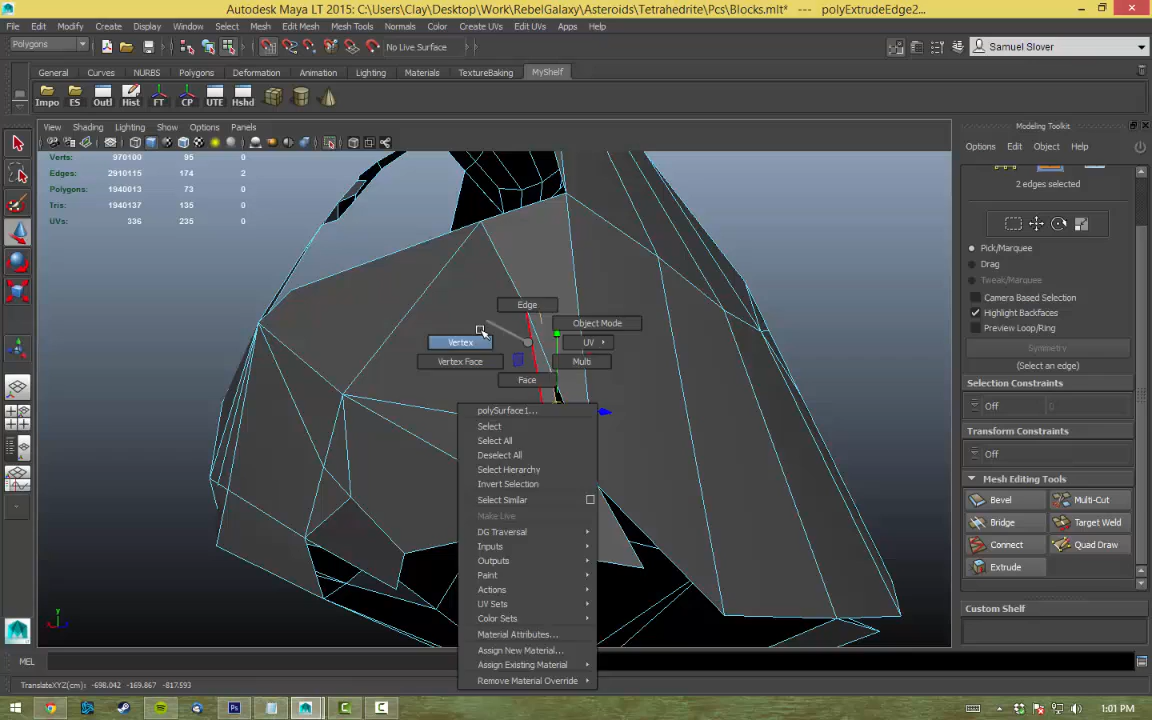 Autodesk Maya LT 2015: C:\Users\Clay\Desktop\Work\RebelGalaxy\Asteroids\Tetrahedrite\Pcs\Blocks.mlt* --- polyExtrudeEdge2...
File Edit Modify Create Display Window Select Mesh Edit Mesh Mesh Tools Normals Color Create UVs Edit UVs Apps Help
Polygons No Live Surface Samuel Slover
General Curves NURBS Polygons Deformation Animation Lighting Materials TextureBaking MyShelf
Impo ES Outl Hist FT CP UTE Hshd
View Shading Lighting Show Options Panels
Verts: 970100 95 0
Edges: 2910115 174 2
Polygons: 1940013 73 0
Tris: 1940137 135 0
UVs: 336 235 0
Edge
Object Mode
Vertex
UV
Vertex Face
Multi
Face
polySurface1...
Select
Select All
Deselect All
Select Hierarchy
Invert Selection
Select Similar
Make Live
DG Traversal
Inputs
Outputs
Paint
Actions
UV Sets
Color Sets
Material Attributes...
Assign New Material...
Assign Existing Material
Remove Material Override
Modeling Toolkit
Options Edit Object Help
2 edges selected
Pick/Marquee
Drag
Tweak/Marquee
Camera Based Selection
Highlight Backfaces
Preview Loop/Ring
Symmetry
(Select an edge)
Selection Constraints
Off 0
Transform Constraints
Off
Mesh Editing Tools
Bevel Multi-Cut
Bridge Target Weld
Connect Quad Draw
Extrude
Custom Shelf
y
MEL
TranslateXYZ(cm): -698.042 -169.867 -817.593
1:01 PM